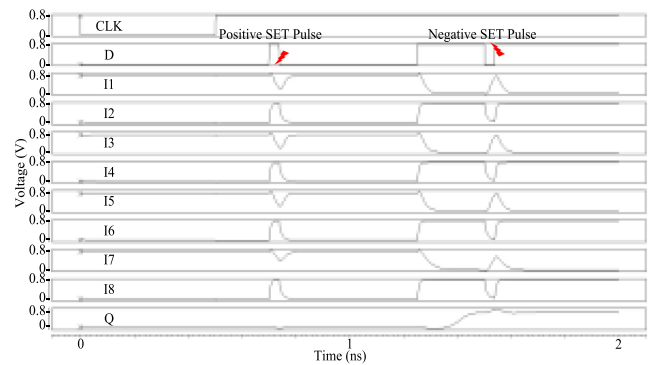 0.8
CLK
0
Positive SET Pulse
Negative SET Pulse
0.8
D
0
0.8
I1
0
0.8
I2
0
0.8
I3
0
0.8
I4
0
0.8
I5
0
0.8
I6
0
0.8
I7
0
0.8
I8
0
0.8
Q
0
Voltage (V)
0
1
2
Time (ns)